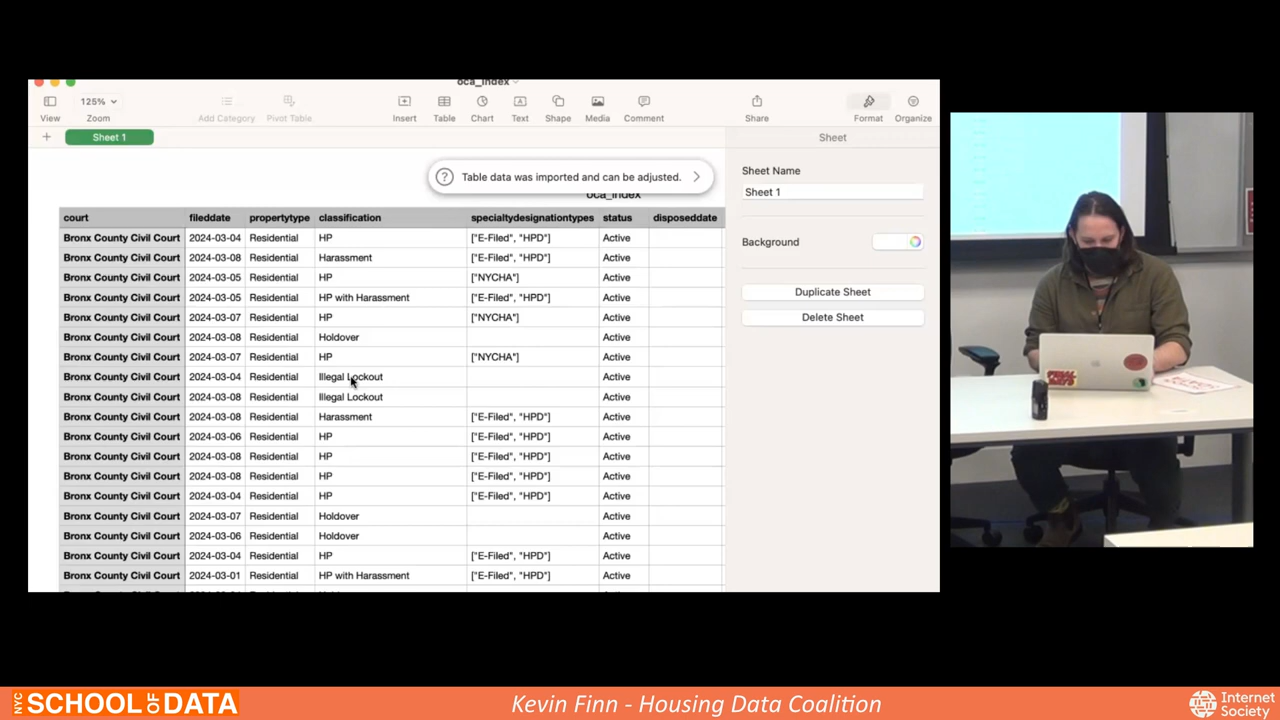 oca_index
125%
View
Zoom
Add Category
Pivot Table
Insert
Table
Chart
Text
Shape
Media
Comment
Share
Format
Organize
Sheet 1
Sheet
Table data was imported and can be adjusted.
oca_index
Sheet Name
Sheet 1
Background
Duplicate Sheet
Delete Sheet
court fileddate propertytype classification specialtydesignationtypes status disposeddate
Bronx County Civil Court 2024-03-04 Residential HP ["E-Filed", "HPD"] Active
Bronx County Civil Court 2024-03-08 Residential Harassment ["E-Filed", "HPD"] Active
Bronx County Civil Court 2024-03-05 Residential HP ["NYCHA"] Active
Bronx County Civil Court 2024-03-05 Residential HP with Harassment ["E-Filed", "HPD"] Active
Bronx County Civil Court 2024-03-07 Residential HP ["NYCHA"] Active
Bronx County Civil Court 2024-03-08 Residential Holdover Active
Bronx County Civil Court 2024-03-07 Residential HP ["NYCHA"] Active
Bronx County Civil Court 2024-03-04 Residential Illegal Lockout Active
Bronx County Civil Court 2024-03-08 Residential Illegal Lockout Active
Bronx County Civil Court 2024-03-08 Residential Harassment ["E-Filed", "HPD"] Active
Bronx County Civil Court 2024-03-06 Residential HP ["E-Filed", "HPD"] Active
Bronx County Civil Court 2024-03-08 Residential HP ["E-Filed", "HPD"] Active
Bronx County Civil Court 2024-03-08 Residential HP ["E-Filed", "HPD"] Active
Bronx County Civil Court 2024-03-04 Residential HP ["E-Filed", "HPD"] Active
Bronx County Civil Court 2024-03-07 Residential Holdover Active
Bronx County Civil Court 2024-03-06 Residential Holdover Active
Bronx County Civil Court 2024-03-04 Residential HP ["E-Filed", "HPD"] Active
Bronx County Civil Court 2024-03-01 Residential HP with Harassment ["E-Filed", "HPD"] Active
NYC SCHOOL OF DATA
Kevin Finn - Housing Data Coalition
Internet
Society